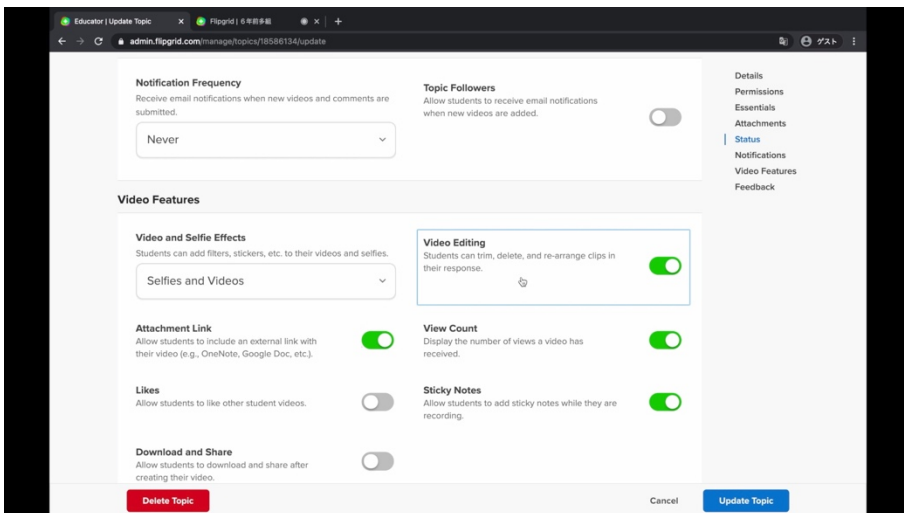 Educator | Update Topic
Flipgrid | 6年前多組
admin.flipgrid.com/manage/topics/18586134/update
ゲスト
Notification Frequency
Receive email notifications when new videos and comments are
submitted.
Never
Topic Followers
Allow students to receive email notifications
when new videos are added.
Details
Permissions
Essentials
Attachments
Status
Notifications
Video Features
Feedback
Video Features
Video and Selfie Effects
Students can add filters, stickers, etc. to their videos and selfies.
Selfies and Videos
Video Editing
Students can trim, delete, and re-arrange clips in
their response.
Attachment Link
Allow students to include an external link with
their video (e.g., OneNote, Google Doc, etc.).
View Count
Display the number of views a video has
received.
Likes
Allow students to like other student videos.
Sticky Notes
Allow students to add sticky notes while they are
recording.
Download and Share
Allow students to download and share after
creating their video.
Delete Topic
Cancel
Update Topic